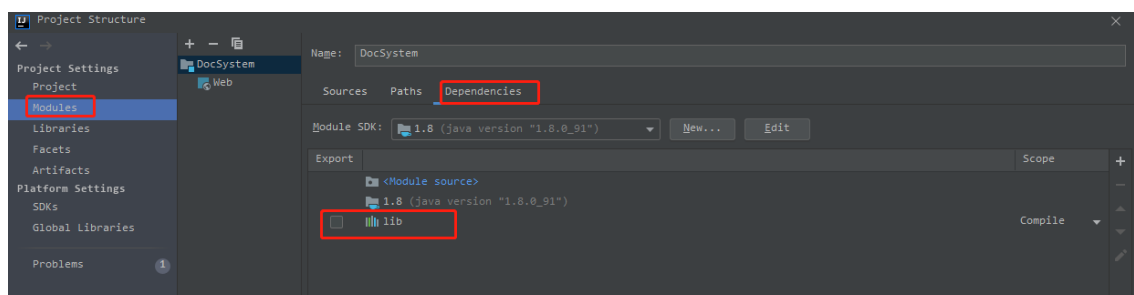 Project Structure
Project Settings
Project
Modules
Libraries
Facets
Artifacts
Platform Settings
SDKs
Global Libraries
Problems 1
DocSystem
Web
Name: DocSystem
Sources Paths Dependencies
Module SDK: 1.8 (java version "1.8.0_91") New... Edit
Export Scope
<Module source>
1.8 (java version "1.8.0_91")
lib Compile